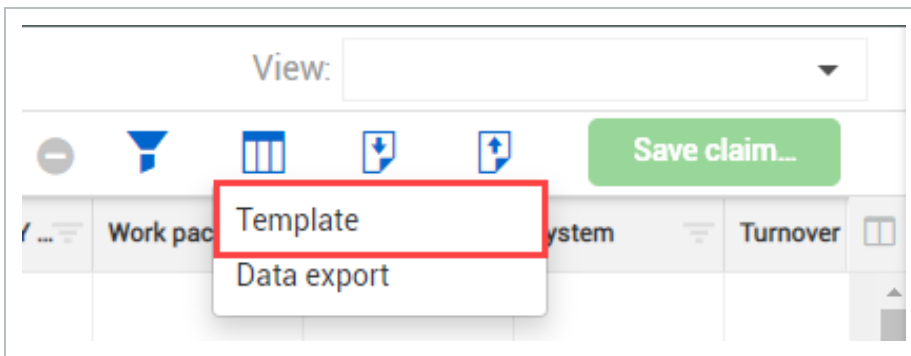 View:
Save claim...
Y ... Work pac ystem Turnover
Template
Data export